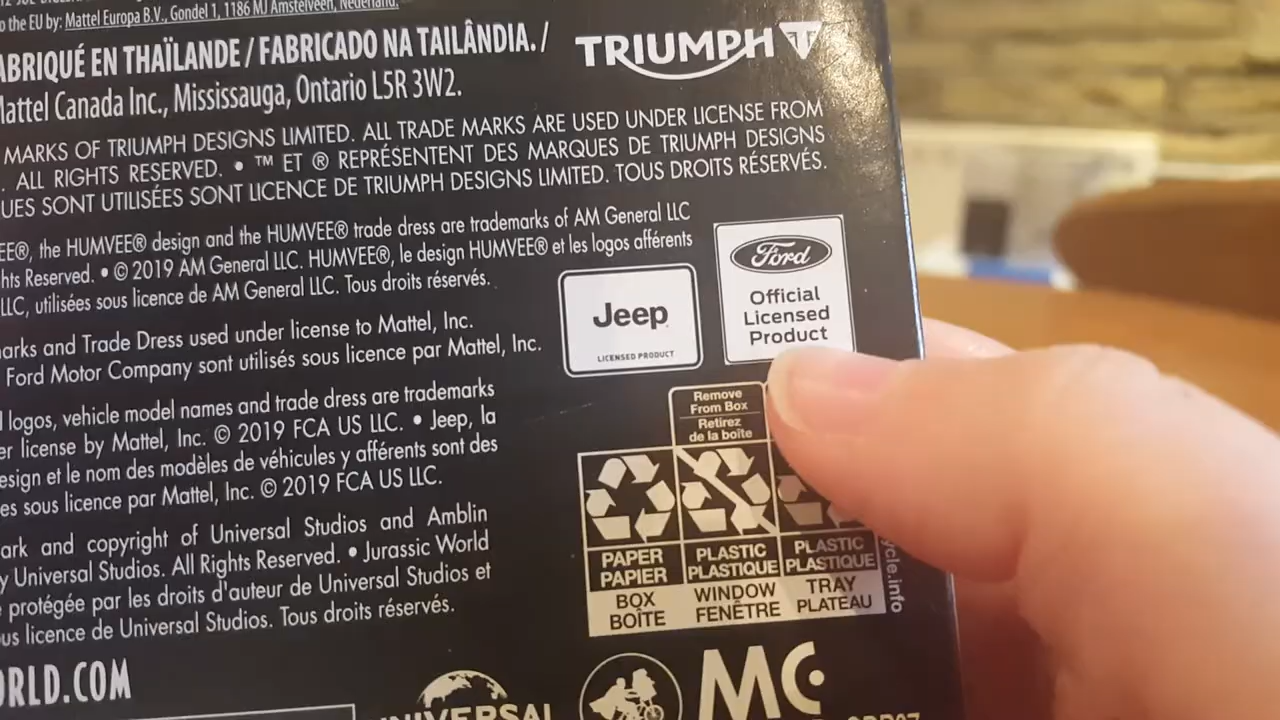 o the EU by: Mattel Europa B.V., Gondel 1, 1186 MJ Amstelveen, Nederland.
ABRIQUÉ EN THAÏLANDE / FABRICADO NA TAILÂNDIA. /
Mattel Canada Inc., Mississauga, Ontario L5R 3W2.
TRIUMPH
MARKS OF TRIUMPH DESIGNS LIMITED. ALL TRADE MARKS ARE USED UNDER LICENSE FROM
. ALL RIGHTS RESERVED. • ™ ET ® REPRÉSENTENT DES MARQUES DE TRIUMPH DESIGNS
UES SONT UTILISÉES SONT LICENCE DE TRIUMPH DESIGNS LIMITED. TOUS DROITS RÉSERVÉS.
EE®, the HUMVEE® design and the HUMVEE® trade dress are trademarks of AM General LLC
hts Reserved. • © 2019 AM General LLC. HUMVEE®, le design HUMVEE® et les logos afférents
LLC, utilisées sous licence de AM General LLC. Tous droits réservés.
arks and Trade Dress used under license to Mattel, Inc.
Ford Motor Company sont utilisés sous licence par Mattel, Inc.
l logos, vehicle model names and trade dress are trademarks
er license by Mattel, Inc. © 2019 FCA US LLC. • Jeep, la
esign et le nom des modèles de véhicules y afférents sont des
es sous licence par Mattel, Inc. © 2019 FCA US LLC.
ark and copyright of Universal Studios and Amblin
y Universal Studios. All Rights Reserved. • Jurassic World
protégée par les droits d'auteur de Universal Studios et
us licence de Universal Studios. Tous droits réservés.
ORLD.COM
Jeep
LICENSED PRODUCT
Ford
Official
Licensed
Product
Remove
From Box
Retirez
de la boîte
PAPER
PAPIER
BOX
BOÎTE
PLASTIC
PLASTIQUE
WINDOW
FENÊTRE
PLASTIC
PLASTIQUE
TRAY
PLATEAU
ycle.info
UNIVERSAL
MC